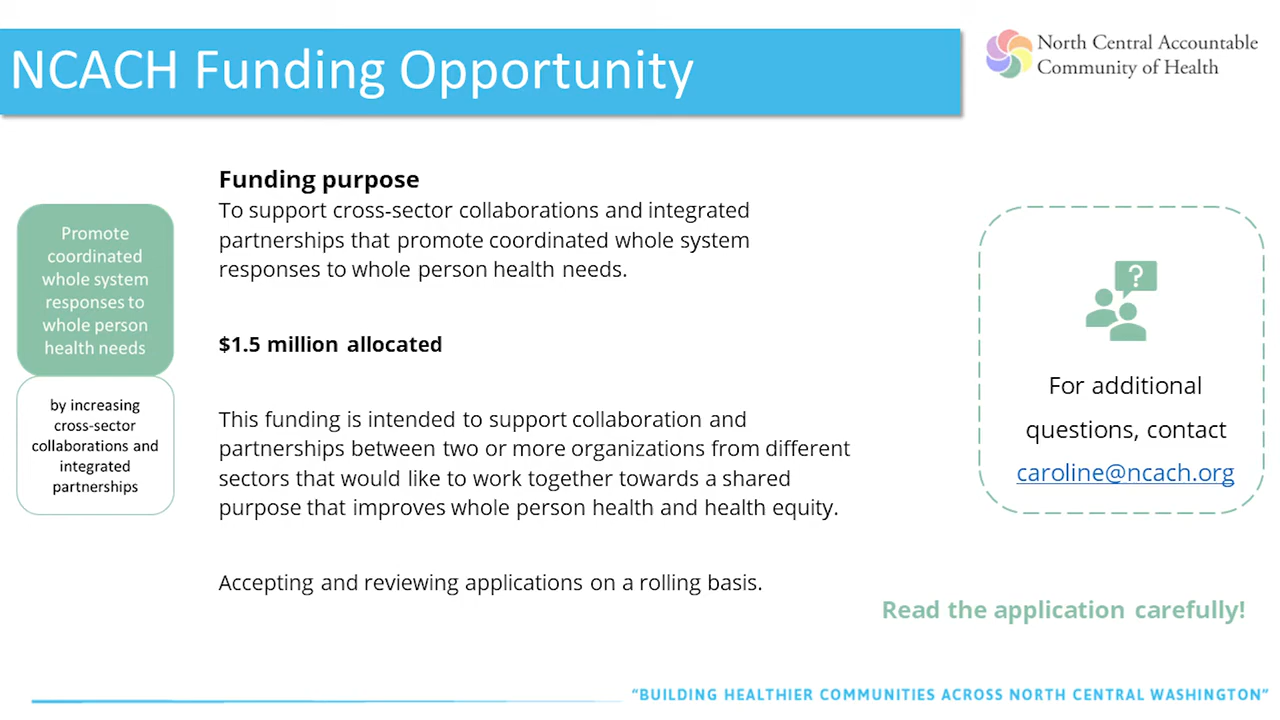 NCACH Funding Opportunity
North Central Accountable
Community of Health
Promote
coordinated
whole system
responses to
whole person
health needs
by increasing
cross-sector
collaborations and
integrated
partnerships
Funding purpose
To support cross-sector collaborations and integrated
partnerships that promote coordinated whole system
responses to whole person health needs.
$1.5 million allocated
This funding is intended to support collaboration and
partnerships between two or more organizations from different
sectors that would like to work together towards a shared
purpose that improves whole person health and health equity.
Accepting and reviewing applications on a rolling basis.
?
For additional
questions, contact
caroline@ncach.org
Read the application carefully!
“BUILDING HEALTHIER COMMUNITIES ACROSS NORTH CENTRAL WASHINGTON”